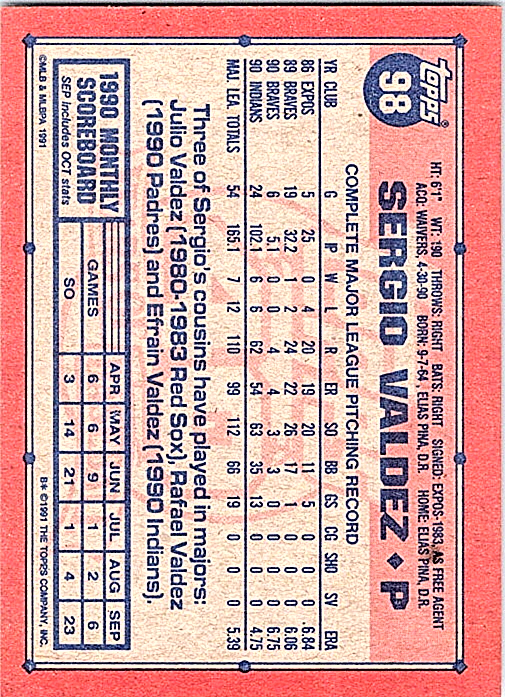 topps®
98
HT: 6'1" WT: 190 THROWS: RIGHT BATS: RIGHT SIGNED: EXPOS-1983, AS FREE AGENT
ACQ: WAIVERS, 4-30-90 BORN: 9-7-64, ELIAS PINA, D.R. HOME: ELIAS PINA, D.R.
SERGIO VALDEZ ♦ P
COMPLETE MAJOR LEAGUE PITCHING RECORD
YR CLUB G IP W L R ER SO BB GS CG SHO SV ERA
86 EXPOS 5 25 0 4 20 19 20 11 5 0 0 0 6.84
89 BRAVES 19 32.2 1 2 24 22 26 17 1 0 0 0 6.06
90 BRAVES 6 5.1 0 0 4 4 3 3 0 0 0 0 6.75
90 INDIANS 24 102.1 6 6 62 54 63 35 13 0 0 0 4.75
MAJ. LEA. TOTALS 54 165.1 7 12 110 99 112 66 19 0 0 0 5.39
Three of Sergio's cousins have played in majors:
Julio Valdez (1980-1983 Red Sox), Rafael Valdez
(1990 Padres) and Efrain Valdez (1990 Indians).
1990 MONTHLY
SCOREBOARD
SEP includes OCT stats
APR MAY JUN JUL AUG SEP
GAMES 6 6 9 1 2 6
SO 3 14 21 1 4 23
©MLB & MLBPA 1991
B* ©1991 THE TOPPS COMPANY, INC.